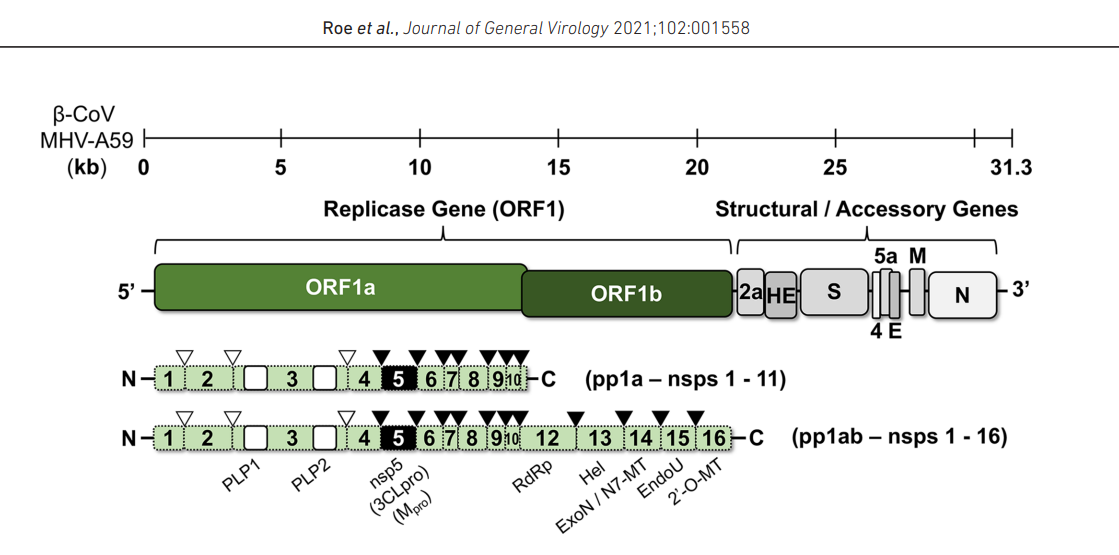 Roe et al., Journal of General Virology 2021;102:001558
β-CoV
MHV-A59
(kb)
0 5 10 15 20 25 31.3
Replicase Gene (ORF1) Structural / Accessory Genes
5a M
5’ ORF1a ORF1b 2a HE S N 3’
4 E
N 1 2 3 4 5 6 7 8 9 10 C (pp1a – nsps 1 - 11)
N 1 2 3 4 5 6 7 8 9 10 12 13 14 15 16 C (pp1ab – nsps 1 - 16)
PLP1
PLP2
nsp5
(3CLpro)
(Mpro)
RdRp
Hel
ExoN / N7-MT
EndoU
2’-O-MT